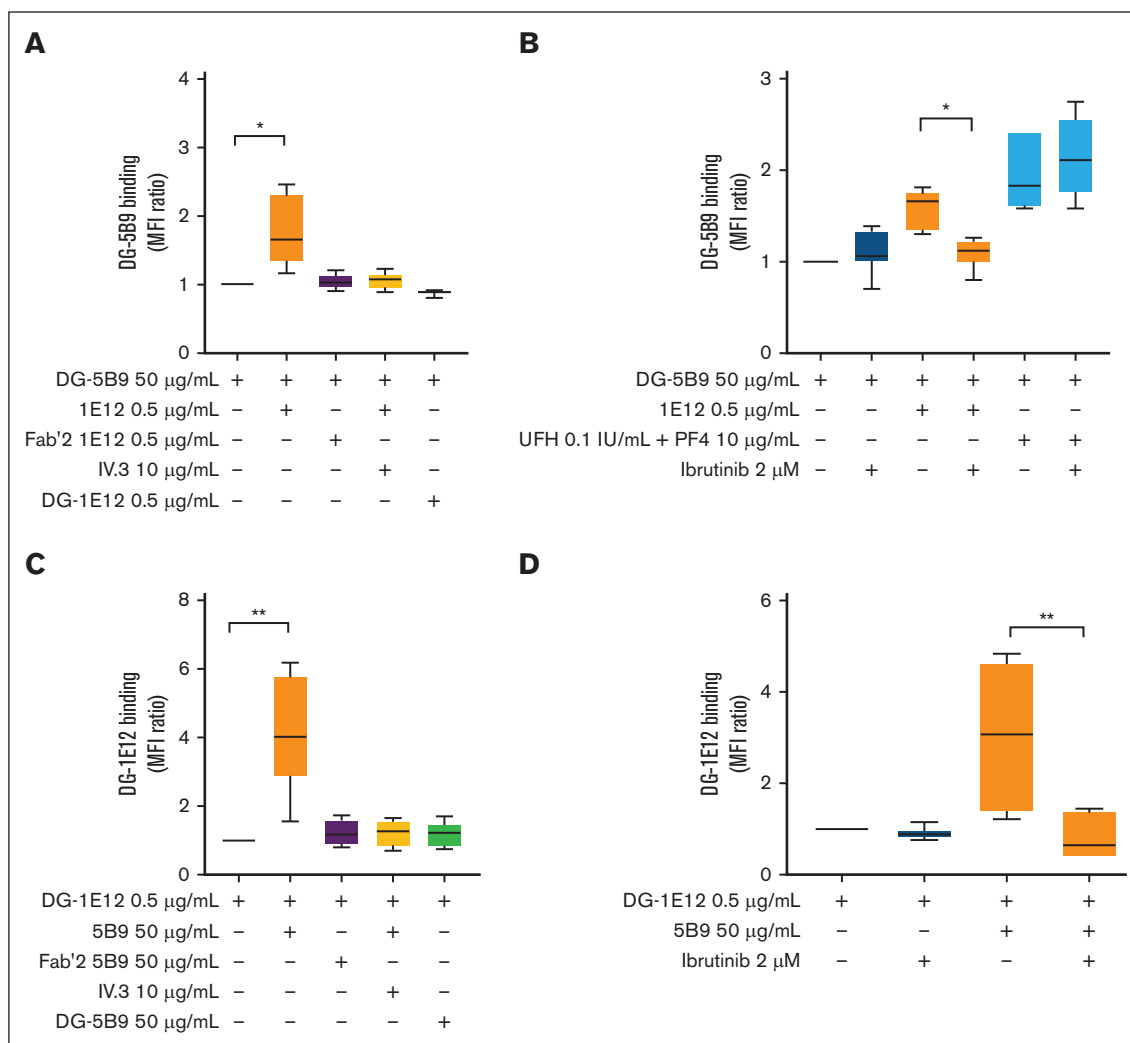 A
DG-5B9 binding
(MFI ratio)
4
3
2
1
0
*
DG-5B9 50 μg/mL + + + + +
1E12 0.5 μg/mL – + – + –
Fab'2 1E12 0.5 μg/mL – – + – –
IV.3 10 μg/mL – – – + –
DG-1E12 0.5 μg/mL – – – – +
B
DG-5B9 binding
(MFI ratio)
3
2
1
0
*
DG-5B9 50 μg/mL + + + + + +
1E12 0.5 μg/mL – – + + – –
UFH 0.1 IU/mL + PF4 10 μg/mL – – – – + +
Ibrutinib 2 μM – + – + – +
C
DG-1E12 binding
(MFI ratio)
8
6
4
2
0
**
DG-1E12 0.5 μg/mL + + + + +
5B9 50 μg/mL – + – + –
Fab'2 5B9 50 μg/mL – – + – –
IV.3 10 μg/mL – – – + –
DG-5B9 50 μg/mL – – – – +
D
DG-1E12 binding
(MFI ratio)
6
4
2
0
**
DG-1E12 0.5 μg/mL + + + +
5B9 50 μg/mL – – + +
Ibrutinib 2 μM – + – +